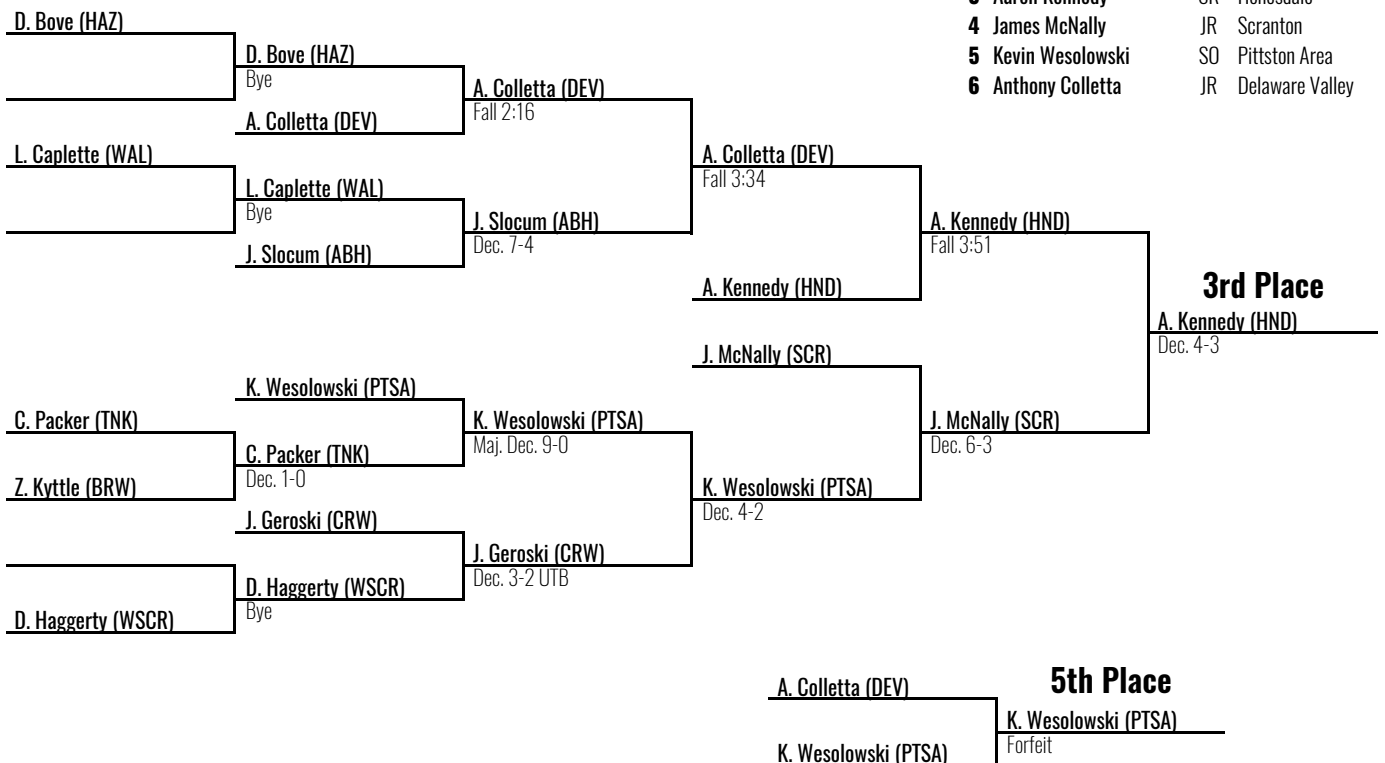 3 Aaron Kennedy SR Honesdale
4 James McNally JR Scranton
5 Kevin Wesolowski SO Pittston Area
6 Anthony Colletta JR Delaware Valley
D. Bove (HAZ)
D. Bove (HAZ)
Bye
A. Colletta (DEV)
A. Colletta (DEV)
Fall 2:16
L. Caplette (WAL)
L. Caplette (WAL)
Bye
J. Slocum (ABH)
J. Slocum (ABH)
Dec. 7-4
A. Colletta (DEV)
Fall 3:34
A. Kennedy (HND)
A. Kennedy (HND)
Fall 3:51
3rd Place
A. Kennedy (HND)
Dec. 4-3
J. McNally (SCR)
J. McNally (SCR)
Dec. 6-3
K. Wesolowski (PTSA)
K. Wesolowski (PTSA)
Maj. Dec. 9-0
C. Packer (TNK)
C. Packer (TNK)
Dec. 1-0
Z. Kyttle (BRW)
K. Wesolowski (PTSA)
Dec. 4-2
J. Geroski (CRW)
J. Geroski (CRW)
Dec. 3-2 UTB
D. Haggerty (WSCR)
Bye
D. Haggerty (WSCR)
5th Place
A. Colletta (DEV)
K. Wesolowski (PTSA)
Forfeit
K. Wesolowski (PTSA)